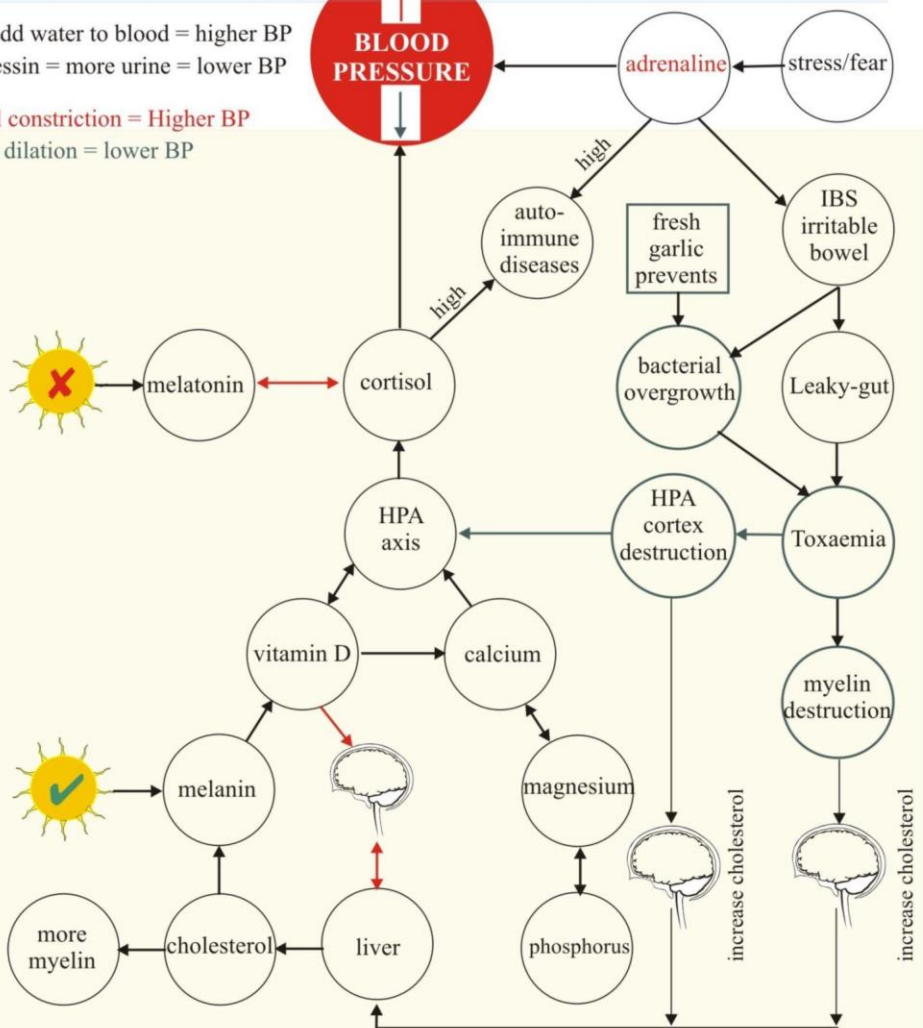 dd water to blood = higher BP
essin = more urine = lower BP
constriction = Higher BP
dilation = lower BP
BLOOD
PRESSURE
adrenaline
stress/fear
high
auto-
immune
diseases
fresh
garlic
prevents
IBS
irritable
bowel
high
melatonin
cortisol
bacterial
overgrowth
Leaky-gut
HPA
axis
HPA
cortex
destruction
Toxaemia
vitamin D
calcium
myelin
destruction
melanin
magnesium
increase cholesterol
increase cholesterol
more
myelin
cholesterol
liver
phosphorus